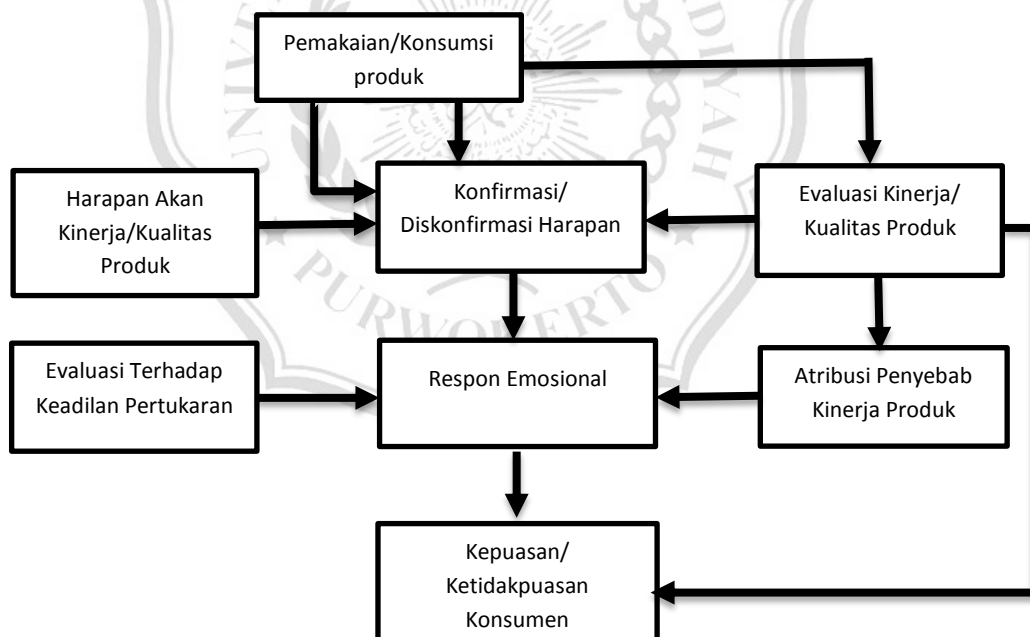 Pemakaian/Konsumsi
produk
Harapan Akan
Kinerja/Kualitas
Produk
Konfirmasi/
Diskonfirmasi Harapan
Evaluasi Kinerja/
Kualitas Produk
Evaluasi Terhadap
Keadilan Pertukaran
Respon Emosional
Atribusi Penyebab
Kinerja Produk
Kepuasan/
Ketidakpuasan
Konsumen
PURWOKERTO